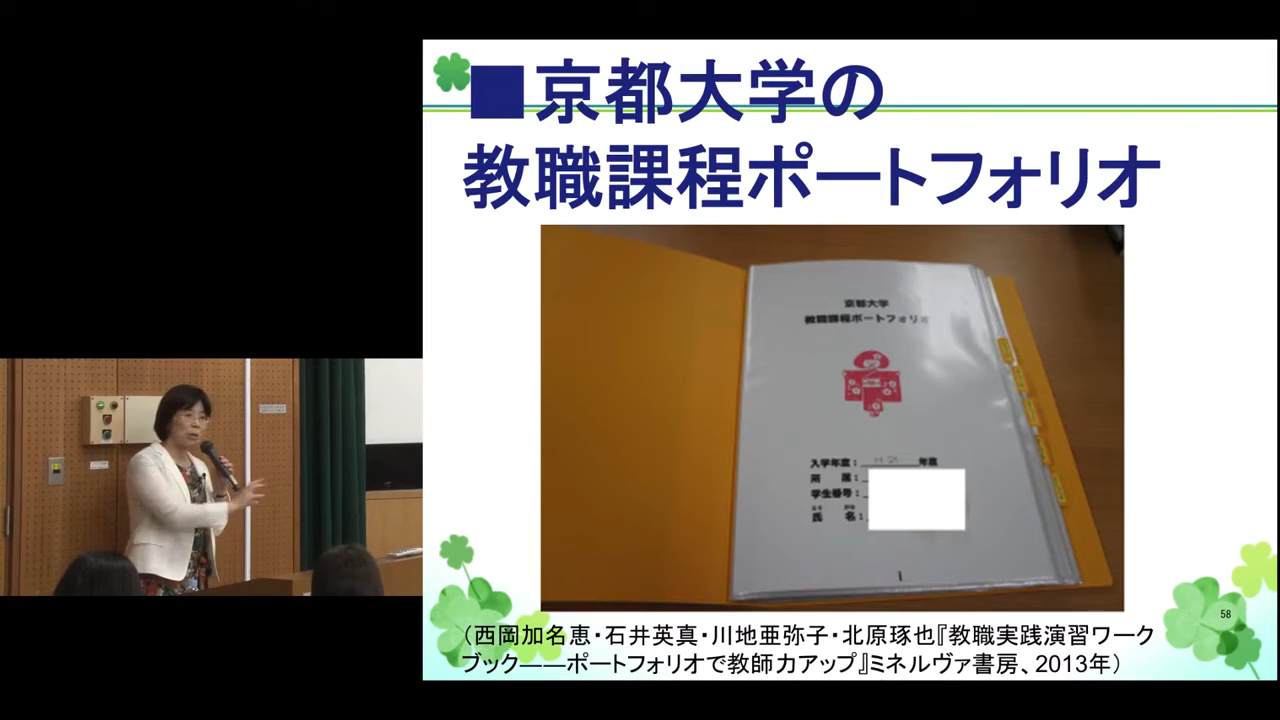 ■京都大学の
教職課程ポートフォリオ
京都大学
教職課程ポートフォリオ
入学年度： 年度
所 属：
学生番号：
氏 名：
1
58
（西岡加名恵・石井英真・川地亜弥子・北原琢也『教職実践演習ワーク
ブック――ポートフォリオで教師力アップ』ミネルヴァ書房、2013年）